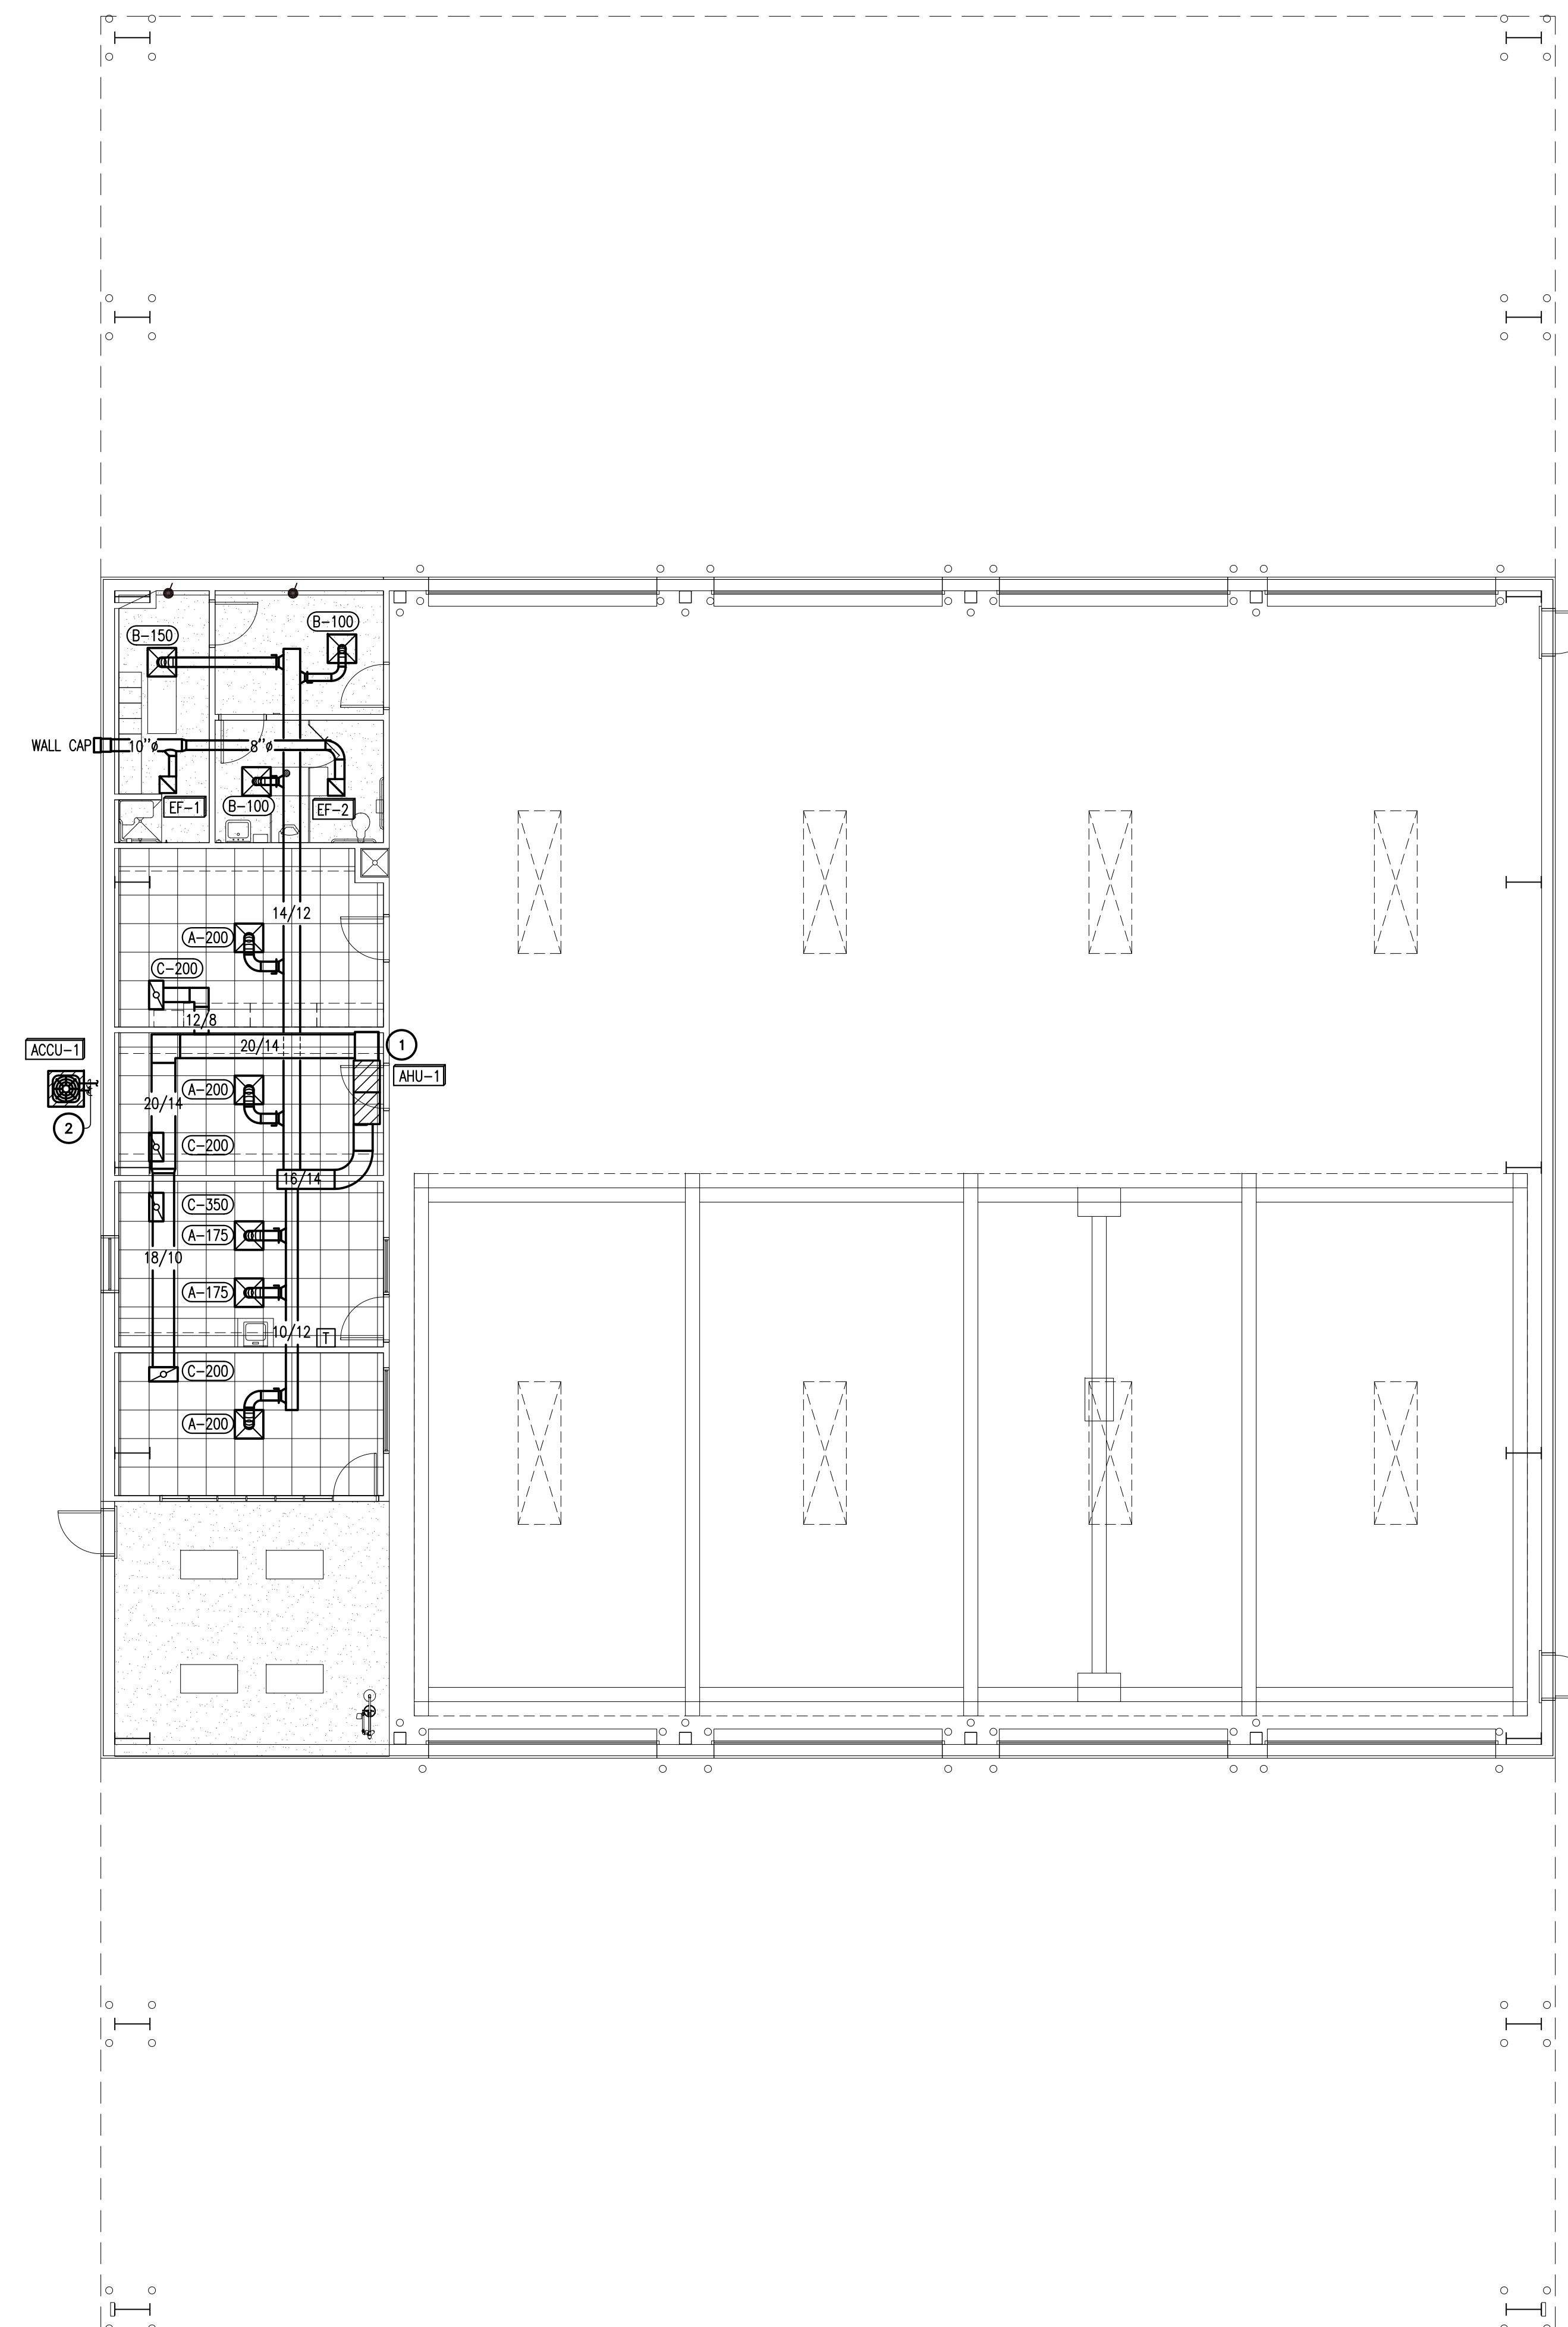 B-100
B-150
WALL CAP
10"ø
8"ø
B-100
EF-1
EF-2
14/12
A-200
C-200
12/8
20/14
1
ACCU-1
AHU-1
A-200
20/14
2
C-200
16/14
C-350
A-175
18/10
A-175
10/12
T
C-200
A-200